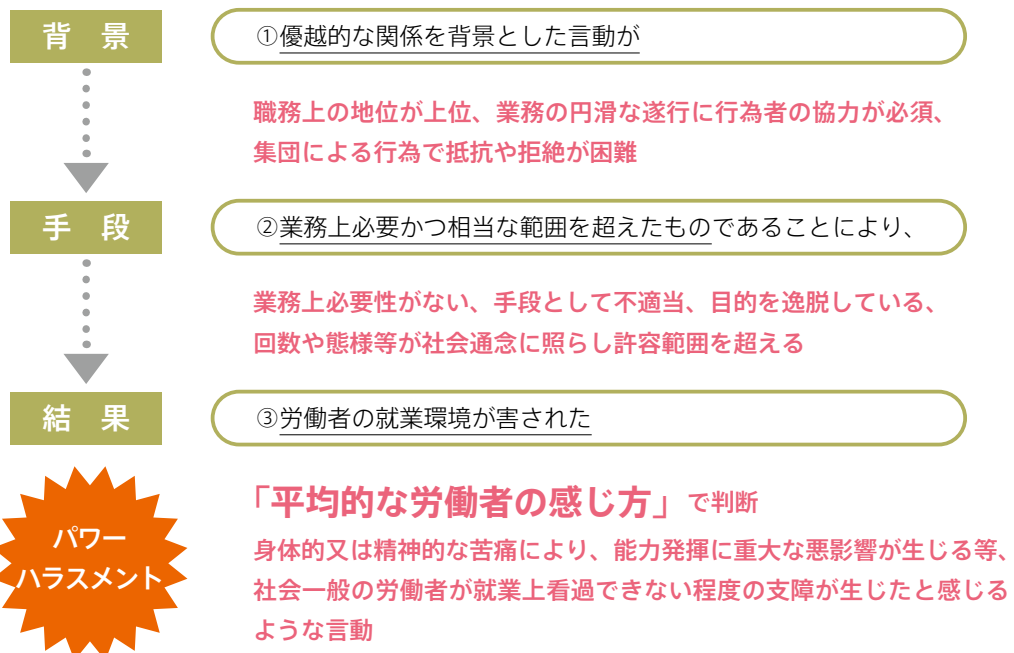 背景
①優越的な関係を背景とした言動が
職務上の地位が上位、業務の円滑な遂行に行為者の協力が必須、
集団による行為で抵抗や拒絶が困難
手段
②業務上必要かつ相当な範囲を超えたものであることにより、
業務上必要性がない、手段として不適当、目的を逸脱している、
回数や態様等が社会通念に照らし許容範囲を超える
結果
③労働者の就業環境が害された
パワー
ハラスメント
「平均的な労働者の感じ方」で判断
身体的又は精神的な苦痛により、能力発揮に重大な悪影響が生じる等、
社会一般の労働者が就業上看過できない程度の支障が生じたと感じる
ような言動